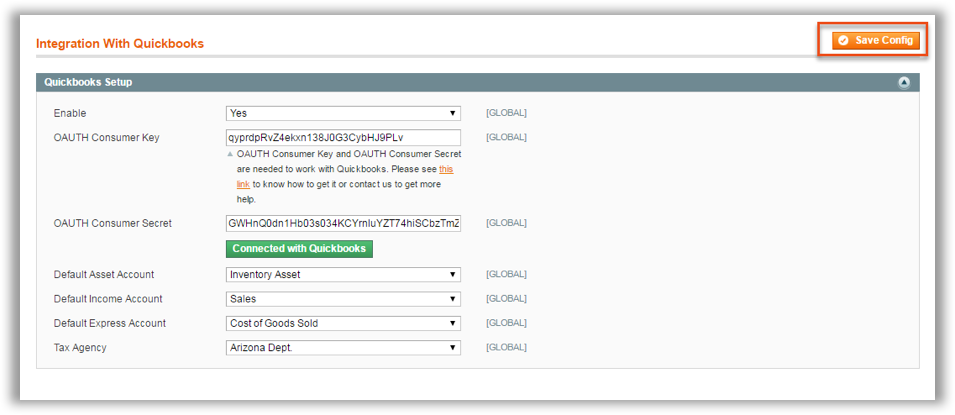 Integration With Quickbooks
Save Config
Quickbooks Setup
Enable Yes [GLOBAL]
OAUTH Consumer Key qyprdpRvZ4ekxn138J0G3CybHJ9PLv [GLOBAL]
OAUTH Consumer Key and OAUTH Consumer Secret
are needed to work with Quickbooks. Please see this
link to know how to get it or contact us to get more
help.
OAUTH Consumer Secret GWHnQ0dn1Hb03s034KCYrnIuYZT74hiSCbzTmZ [GLOBAL]
Connected with Quickbooks
Default Asset Account Inventory Asset [GLOBAL]
Default Income Account Sales [GLOBAL]
Default Express Account Cost of Goods Sold [GLOBAL]
Tax Agency Arizona Dept. [GLOBAL]